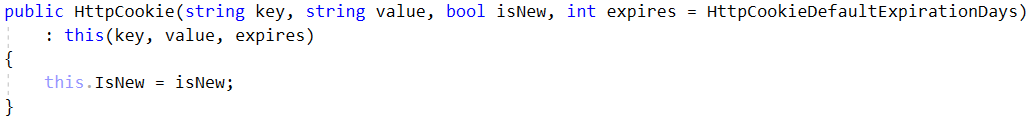 public HttpCookie(string key, string value, bool isNew, int expires = HttpCookieDefaultExpirationDays)
    : this(key, value, expires)
{
    this.IsNew = isNew;
}